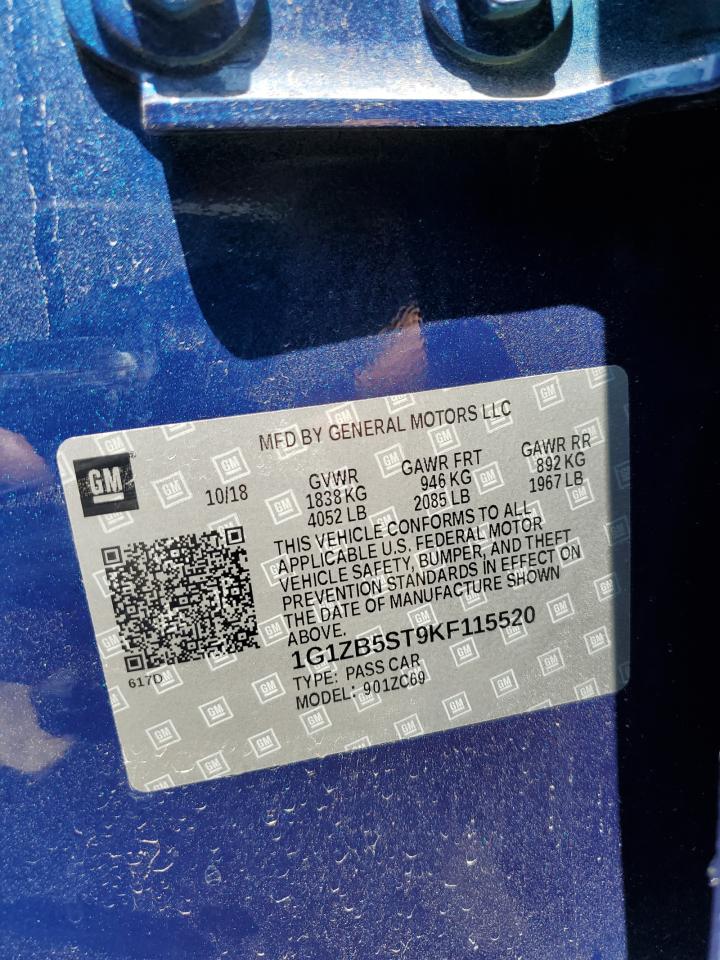 MFD BY GENERAL MOTORS LLC
GM
10/18
GVWR GAWR FRT GAWR RR
1838 KG 946 KG 892 KG
4052 LB 2085 LB 1967 LB
THIS VEHICLE CONFORMS TO ALL
APPLICABLE U.S. FEDERAL MOTOR
VEHICLE SAFETY, BUMPER, AND THEFT
PREVENTION STANDARDS IN EFFECT ON
THE DATE OF MANUFACTURE SHOWN
ABOVE.
1G1ZB5ST9KF115520
TYPE: PASS CAR
MODEL: 901ZC69
617D